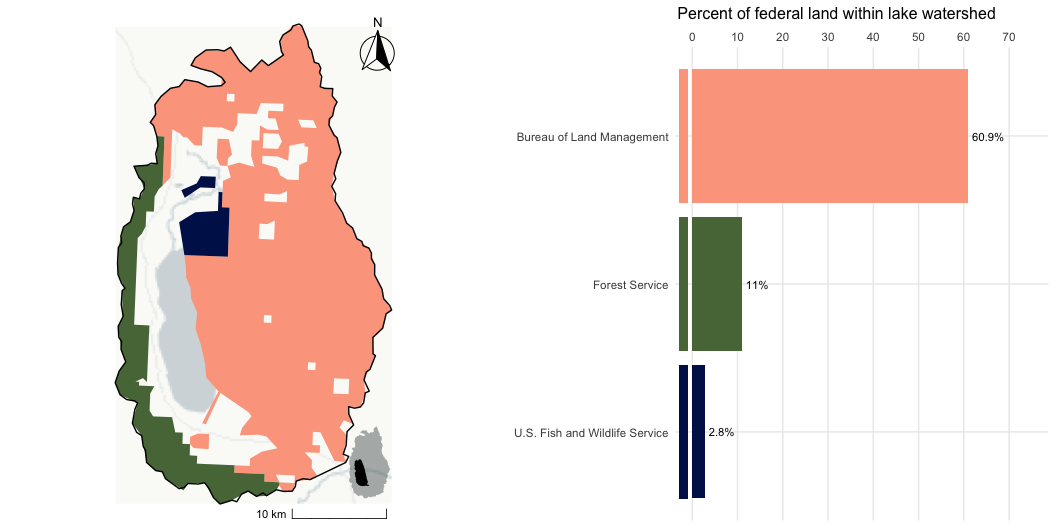 N
10 km
Percent of federal land within lake watershed
0 10 20 30 40 50 60 70
Bureau of Land Management 60.9%
Forest Service 11%
U.S. Fish and Wildlife Service 2.8%